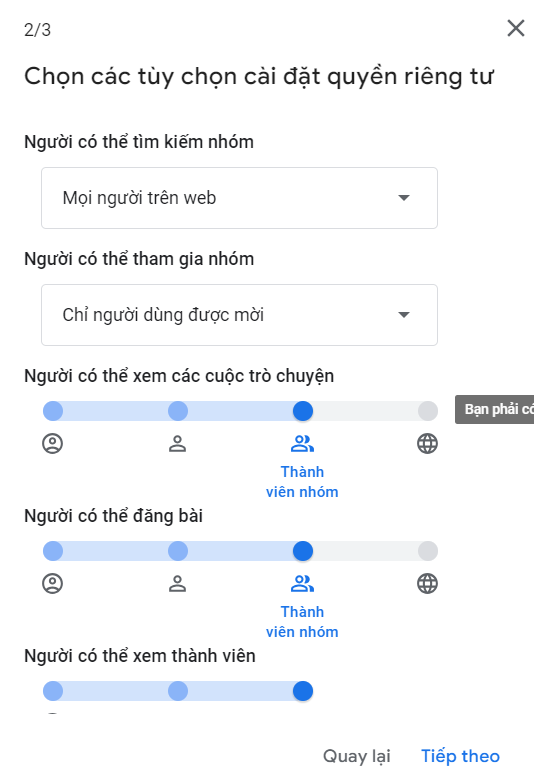 2/3
Chọn các tùy chọn cài đặt quyền riêng tư
Người có thể tìm kiếm nhóm
Mọi người trên web
Người có thể tham gia nhóm
Chỉ người dùng được mời
Người có thể xem các cuộc trò chuyện
Bạn phải có
Thành
viên nhóm
Người có thể đăng bài
Thành
viên nhóm
Người có thể xem thành viên
Quay lại Tiếp theo